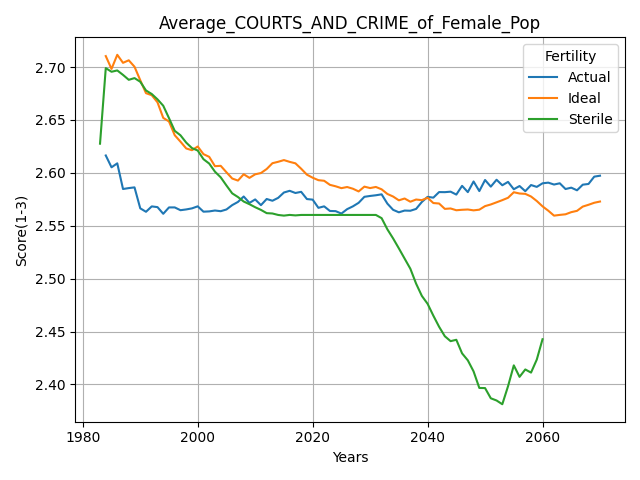 Average_COURTS_AND_CRIME_of_Female_Pop
Score(1-3)
2.70
2.65
2.60
2.55
2.50
2.45
2.40
Fertility
Actual
Ideal
Sterile
1980 2000 2020 2040 2060
Years